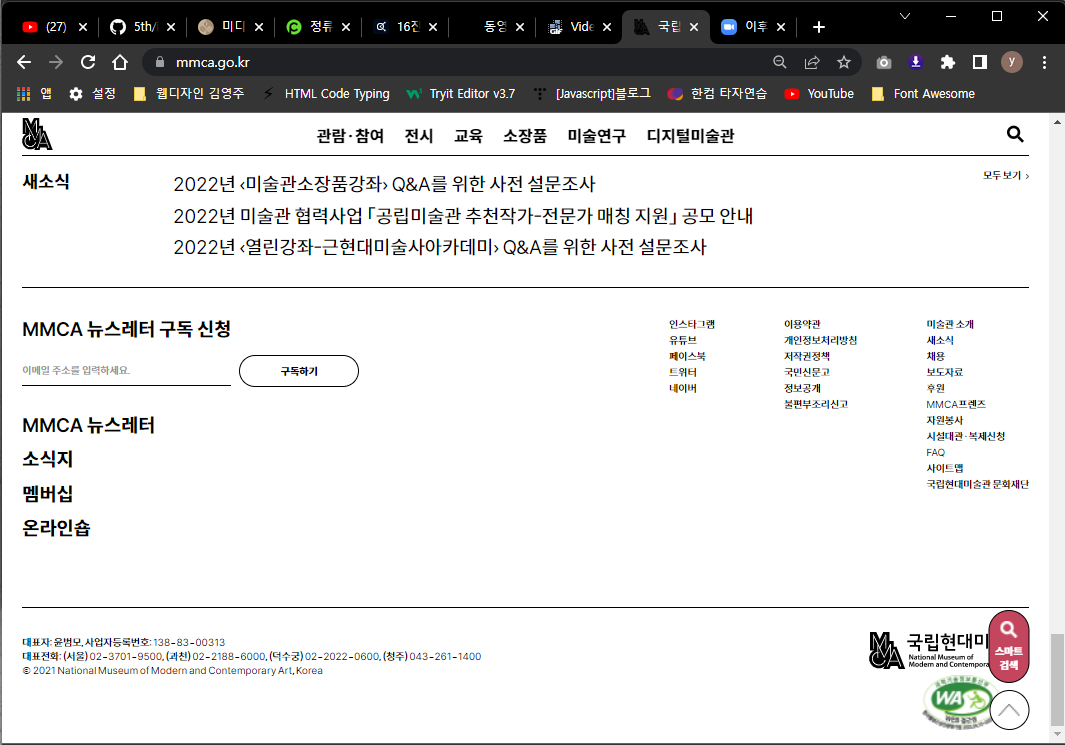 (27)
5th/
미디
정튜
16진
동영
Vide
국립
이후
mmca.go.kr
y
앱
설정
웹디자인 김영주
HTML Code Typing
Tryit Editor v3.7
[Javascript]블로그
한컴 타자연습
YouTube
Font Awesome
MMCA
관람·참여 전시 교육 소장품 미술연구 디지털미술관
새소식
모두 보기 ›
2022년 ‹미술관소장품강좌› Q&A를 위한 사전 설문조사
2022년 미술관 협력사업 「공립미술관 추천작가-전문가 매칭 지원」 공모 안내
2022년 ‹열린강좌-근현대미술사아카데미› Q&A를 위한 사전 설문조사
MMCA 뉴스레터 구독 신청
이메일 주소를 입력하세요.
구독하기
MMCA 뉴스레터
소식지
멤버십
온라인숍
인스타그램
유튜브
페이스북
트위터
네이버
이용약관
개인정보처리방침
저작권정책
국민신문고
정보공개
불편부조리신고
미술관 소개
새소식
채용
보도자료
후원
MMCA프렌즈
자원봉사
시설대관·복제신청
FAQ
사이트맵
국립현대미술관 문화재단
대표자: 윤범모, 사업자등록번호: 138-83-00313
대표전화: (서울) 02-3701-9500, (과천) 02-2188-6000, (덕수궁) 02-2022-0600, (청주) 043-261-1400
© 2021 National Museum of Modern and Contemporary Art, Korea
MMCA
국립현대미
National Museum of
Modern and Contempora
스마트
검색
WA